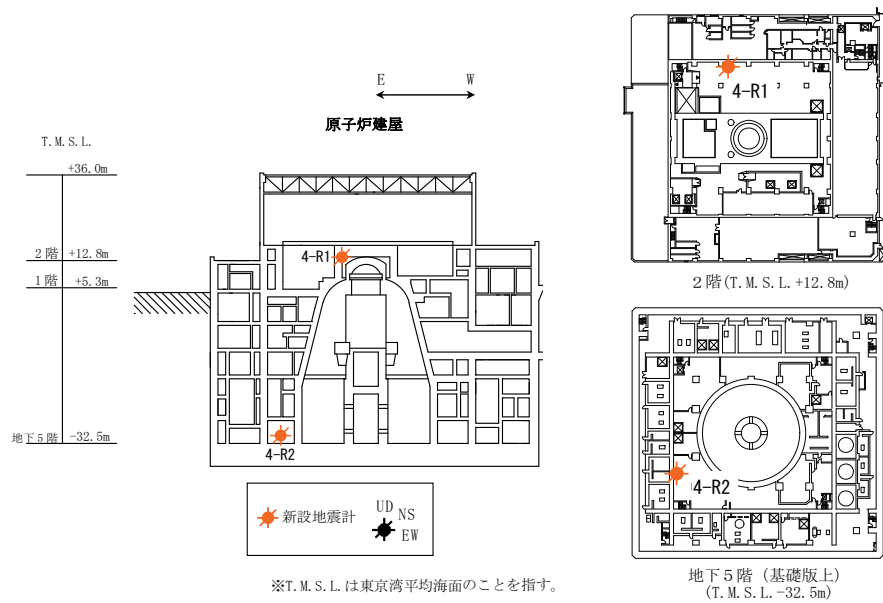 E W
原子炉建屋
T.M.S.L.
+36.0m
2階 +12.8m
1階 +5.3m
地下5階 -32.5m
4-R1
4-R2
新設地震計
UD NS
EW
※T.M.S.L.は東京湾平均海面のことを指す。
4-R1
2階(T.M.S.L.+12.8m)
4-R2
地下5階 (基礎版上)
(T.M.S.L.-32.5m)